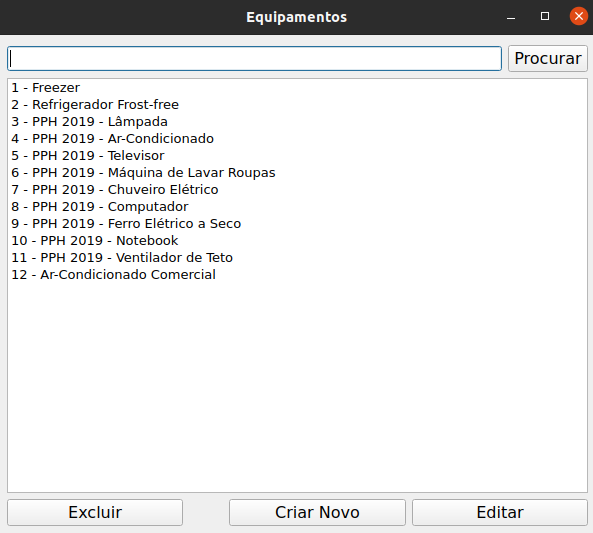 Equipamentos
Procurar
1 - Freezer
2 - Refrigerador Frost-free
3 - PPH 2019 - Lâmpada
4 - PPH 2019 - Ar-Condicionado
5 - PPH 2019 - Televisor
6 - PPH 2019 - Máquina de Lavar Roupas
7 - PPH 2019 - Chuveiro Elétrico
8 - PPH 2019 - Computador
9 - PPH 2019 - Ferro Elétrico a Seco
10 - PPH 2019 - Notebook
11 - PPH 2019 - Ventilador de Teto
12 - Ar-Condicionado Comercial
Excluir Criar Novo Editar